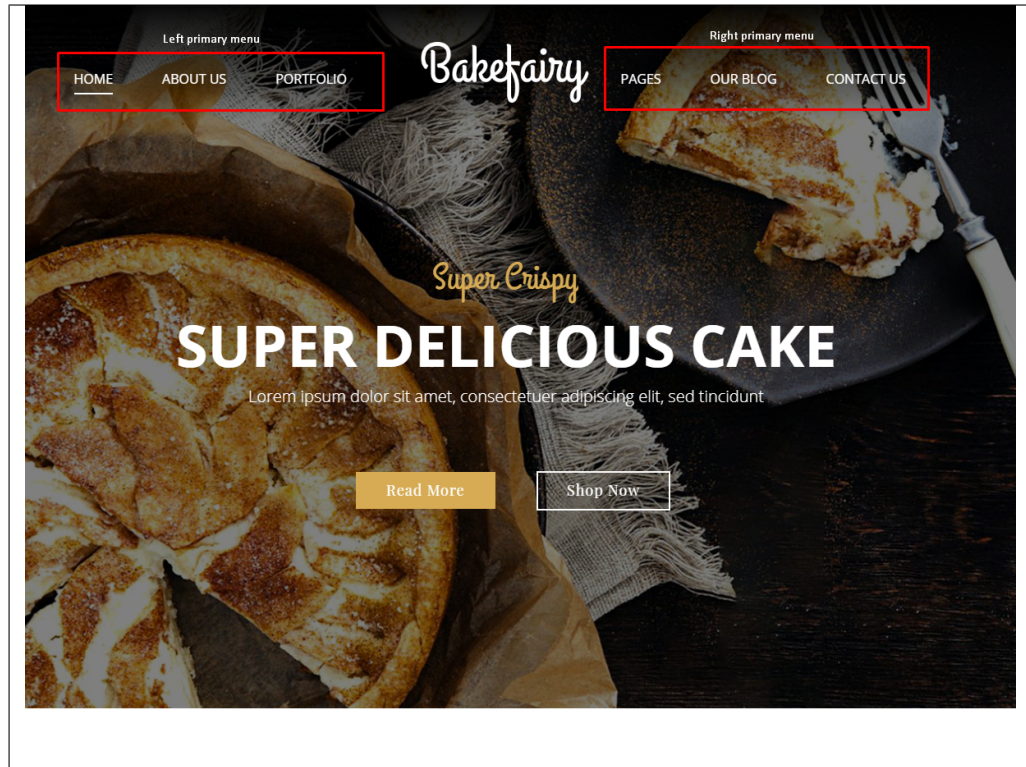 Left primary menu
Right primary menu
HOME ABOUT US PORTFOLIO
Bakefairy
PAGES OUR BLOG CONTACT US
Super Crispy
SUPER DELICIOUS CAKE
Lorem ipsum dolor sit amet, consectetuer adipiscing elit, sed tincidunt
Read More
Shop Now